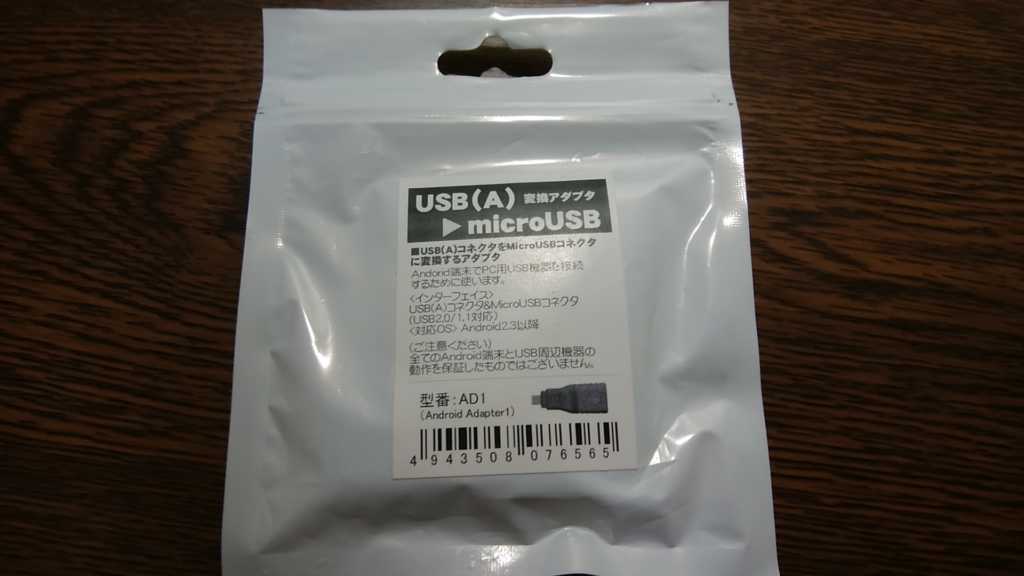 USB(A) 変換アダプタ
▶microUSB
■USB(A)コネクタをMicroUSBコネクタ
に変換するアダプタ
Andorid端末でPC用USB機器を接続
するために使います。
<インターフェイス>
USB(A)コネクタ&MicroUSBコネクタ
(USB2.0/1.1対応)
<対応OS> Android2.3以降
(ご注意ください)
全てのAndroid端末とUSB周辺機器の
動作を保証したものではございません。
型番:AD1
(Android Adapter1)
4943508076565